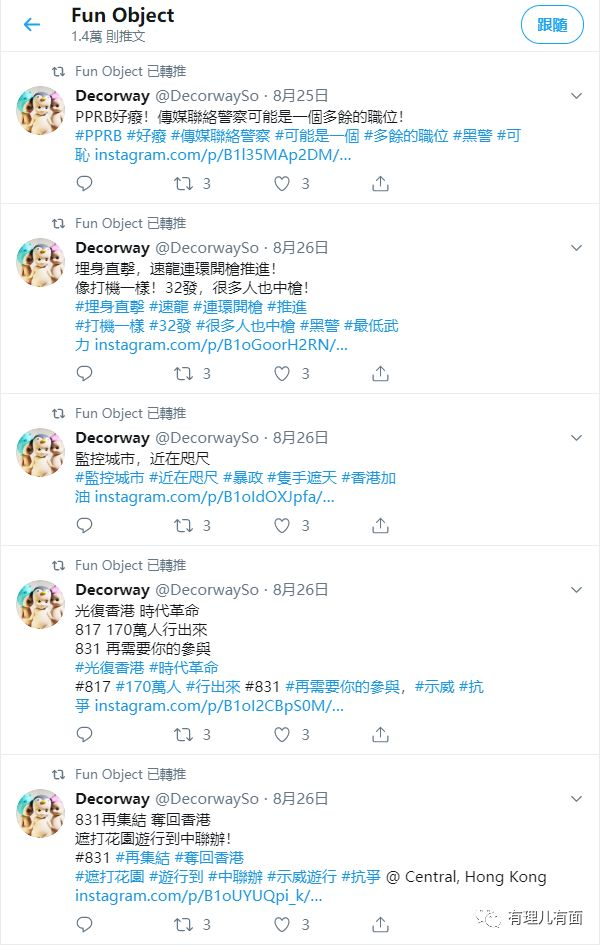 Fun Object
1.4萬 則推文
跟隨
Fun Object 已轉推
Decorway @DecorwaySo · 8月25日
PPRB好癈！傳媒聯絡警察可能是一個多餘的職位！
#PPRB #好癈 #傳媒聯絡警察 #可能是一個 #多餘的職位 #黑警 #可
恥 instagram.com/p/B1l35MAp2DM/...
3 3
Fun Object 已轉推
Decorway @DecorwaySo · 8月26日
埋身直擊，速龍連環開槍推進！
像打機一樣！32發，很多人也中槍！
#埋身直擊 #速龍 #連環開槍 #推進
#打機一樣 #32發 #很多人也中槍 #黑警 #最低武
力 instagram.com/p/B1oGoorH2RN/...
3 3
Fun Object 已轉推
Decorway @DecorwaySo · 8月26日
監控城市，近在咫尺
#監控城市 #近在咫尺 #暴政 #隻手遮天 #香港加
油 instagram.com/p/B1oIdOXJpfa/...
3 3
Fun Object 已轉推
Decorway @DecorwaySo · 8月26日
光復香港 時代革命
817 170萬人行出來
831 再需要你的參與
#光復香港 #時代革命
#817 #170萬人 #行出來 #831 #再需要你的參與， #示威 #抗
爭 instagram.com/p/B1oI2CBpS0M/...
3 3
Fun Object 已轉推
Decorway @DecorwaySo · 8月26日
831再集結 奪回香港
遮打花園遊行到中聯辦！
#831 #再集結 #奪回香港
#遮打花園 #遊行到 #中聯辦 #示威遊行 #抗爭 @ Central, Hong Kong
instagram.com/p/B1oUYUQpi_k/...
3 3
有理儿有面